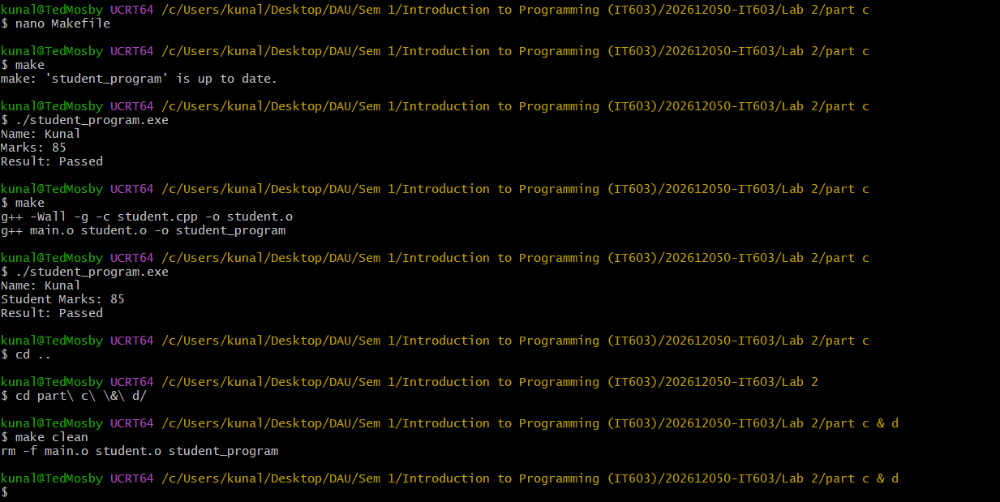 kunal@TedMosby UCRT64 /c/Users/kunal/Desktop/DAU/Sem 1/Introduction to Programming (IT603)/202612050-IT603/Lab 2/part c
$ nano Makefile
kunal@TedMosby UCRT64 /c/Users/kunal/Desktop/DAU/Sem 1/Introduction to Programming (IT603)/202612050-IT603/Lab 2/part c
$ make
make: 'student_program' is up to date.
kunal@TedMosby UCRT64 /c/Users/kunal/Desktop/DAU/Sem 1/Introduction to Programming (IT603)/202612050-IT603/Lab 2/part c
$ ./student_program.exe
Name: Kunal
Marks: 85
Result: Passed
kunal@TedMosby UCRT64 /c/Users/kunal/Desktop/DAU/Sem 1/Introduction to Programming (IT603)/202612050-IT603/Lab 2/part c
$ make
g++ -Wall -g -c student.cpp -o student.o
g++ main.o student.o -o student_program
kunal@TedMosby UCRT64 /c/Users/kunal/Desktop/DAU/Sem 1/Introduction to Programming (IT603)/202612050-IT603/Lab 2/part c
$ ./student_program.exe
Name: Kunal
Student Marks: 85
Result: Passed
kunal@TedMosby UCRT64 /c/Users/kunal/Desktop/DAU/Sem 1/Introduction to Programming (IT603)/202612050-IT603/Lab 2/part c
$ cd ..
kunal@TedMosby UCRT64 /c/Users/kunal/Desktop/DAU/Sem 1/Introduction to Programming (IT603)/202612050-IT603/Lab 2
$ cd part\ c\ \&\ d/
kunal@TedMosby UCRT64 /c/Users/kunal/Desktop/DAU/Sem 1/Introduction to Programming (IT603)/202612050-IT603/Lab 2/part c & d
$ make clean
rm -f main.o student.o student_program
kunal@TedMosby UCRT64 /c/Users/kunal/Desktop/DAU/Sem 1/Introduction to Programming (IT603)/202612050-IT603/Lab 2/part c & d
$